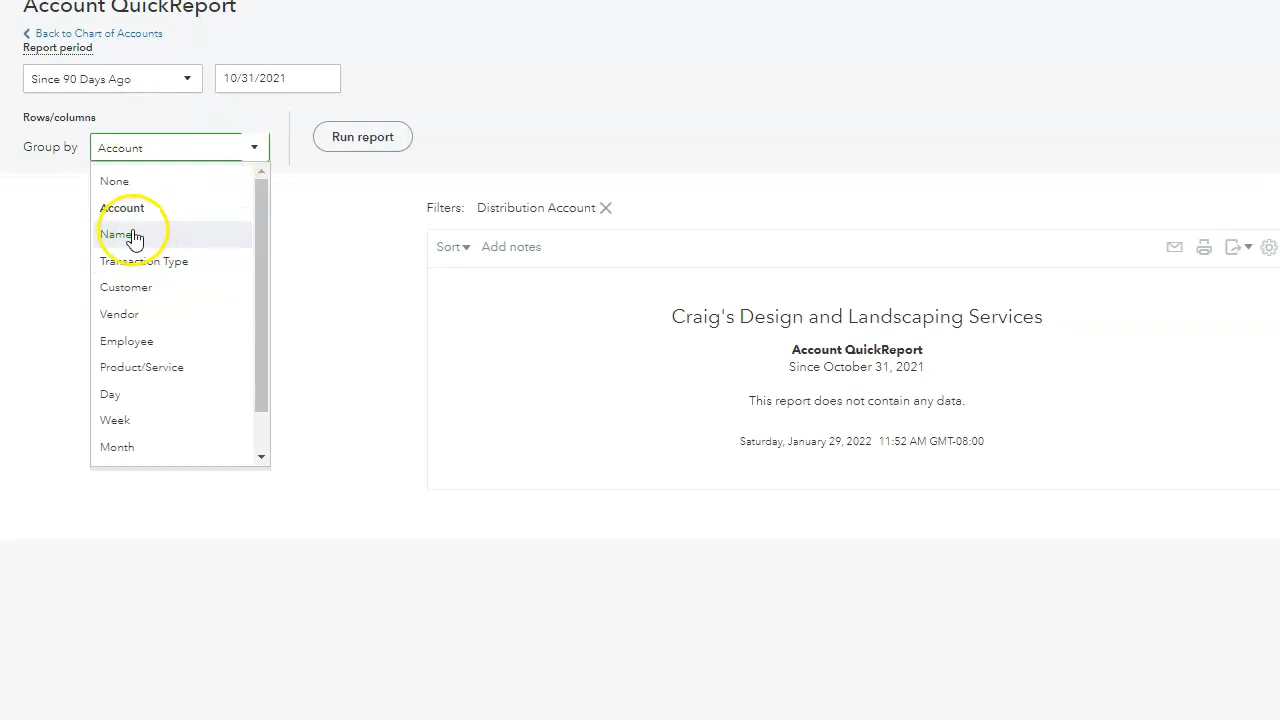 Account QuickReport
Back to Chart of Accounts
Report period
Since 90 Days Ago
10/31/2021
Rows/columns
Group by
Account
Run report
None
Account
Name
Transaction Type
Customer
Vendor
Employee
Product/Service
Day
Week
Month
Filters: Distribution Account
Sort
Add notes
Craig's Design and Landscaping Services
Account QuickReport
Since October 31, 2021
This report does not contain any data.
Saturday, January 29, 2022 11:52 AM GMT-08:00